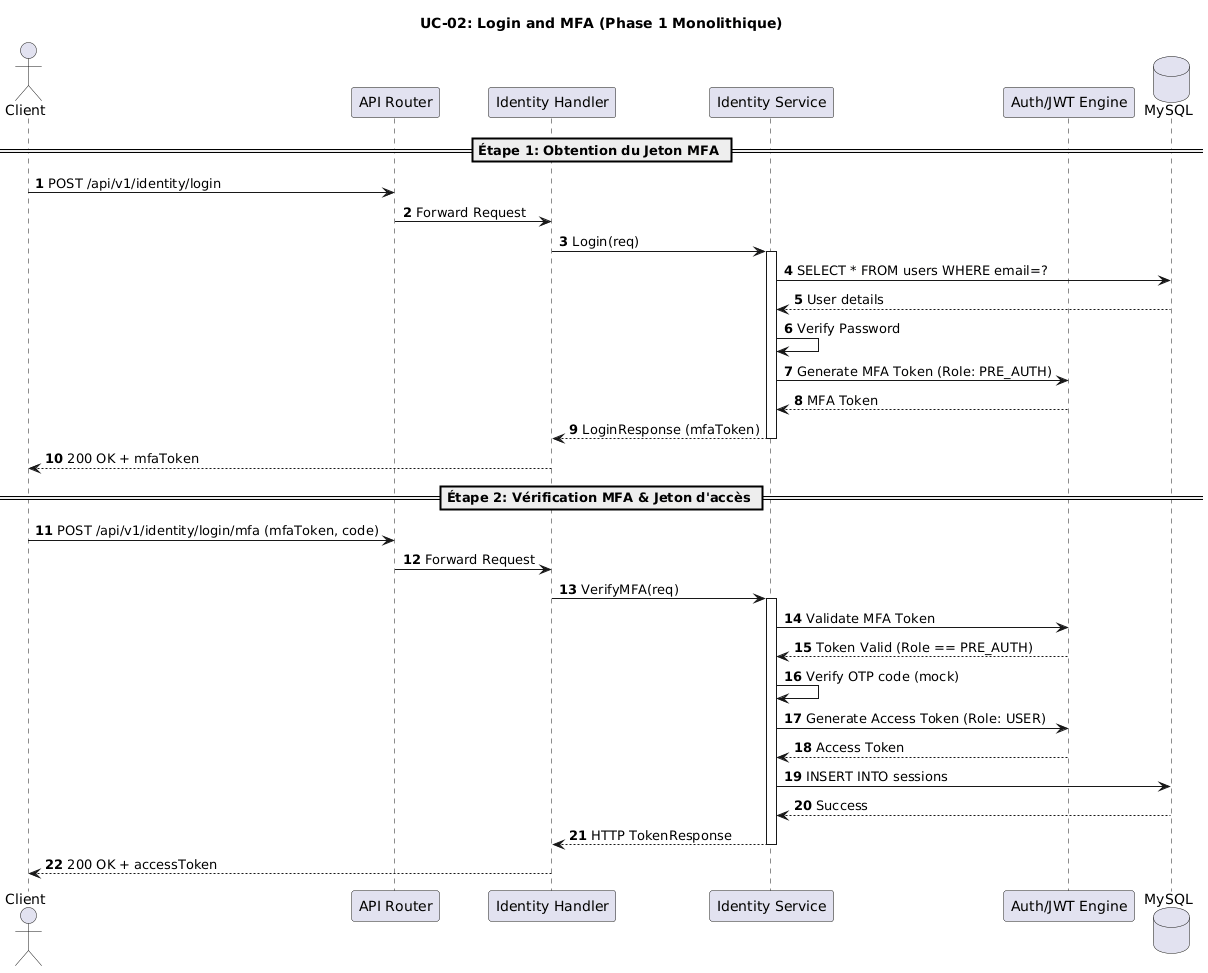 UC-02: Login and MFA (Phase 1 Monolithique)
Client
API Router
Identity Handler
Identity Service
Auth/JWT Engine
MySQL
Étape 1: Obtention du Jeton MFA
1 POST /api/v1/identity/login
2 Forward Request
3 Login(req)
4 SELECT * FROM users WHERE email=?
5 User details
6 Verify Password
7 Generate MFA Token (Role: PRE_AUTH)
8 MFA Token
9 LoginResponse (mfaToken)
10 200 OK + mfaToken
Étape 2: Vérification MFA & Jeton d'accès
11 POST /api/v1/identity/login/mfa (mfaToken, code)
12 Forward Request
13 VerifyMFA(req)
14 Validate MFA Token
15 Token Valid (Role == PRE_AUTH)
16 Verify OTP code (mock)
17 Generate Access Token (Role: USER)
18 Access Token
19 INSERT INTO sessions
20 Success
21 HTTP TokenResponse
22 200 OK + accessToken
Client
API Router
Identity Handler
Identity Service
Auth/JWT Engine
MySQL